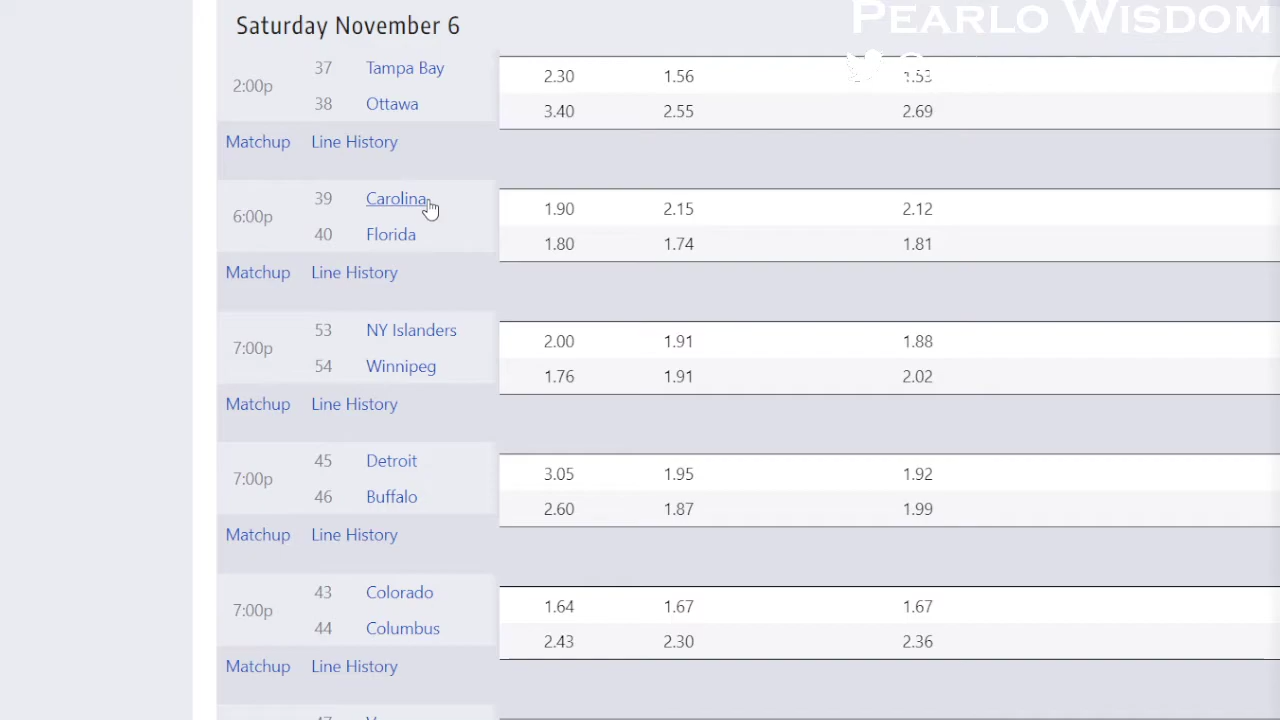 Saturday November 6
PEARLO WISDOM
37 Tampa Bay 2.30 1.56 1.53
2:00p
38 Ottawa 3.40 2.55 2.69
Matchup Line History
39 Carolina 1.90 2.15 2.12
6:00p
40 Florida 1.80 1.74 1.81
Matchup Line History
53 NY Islanders 2.00 1.91 1.88
7:00p
54 Winnipeg 1.76 1.91 2.02
Matchup Line History
45 Detroit 3.05 1.95 1.92
7:00p
46 Buffalo 2.60 1.87 1.99
Matchup Line History
43 Colorado 1.64 1.67 1.67
7:00p
44 Columbus 2.43 2.30 2.36
Matchup Line History